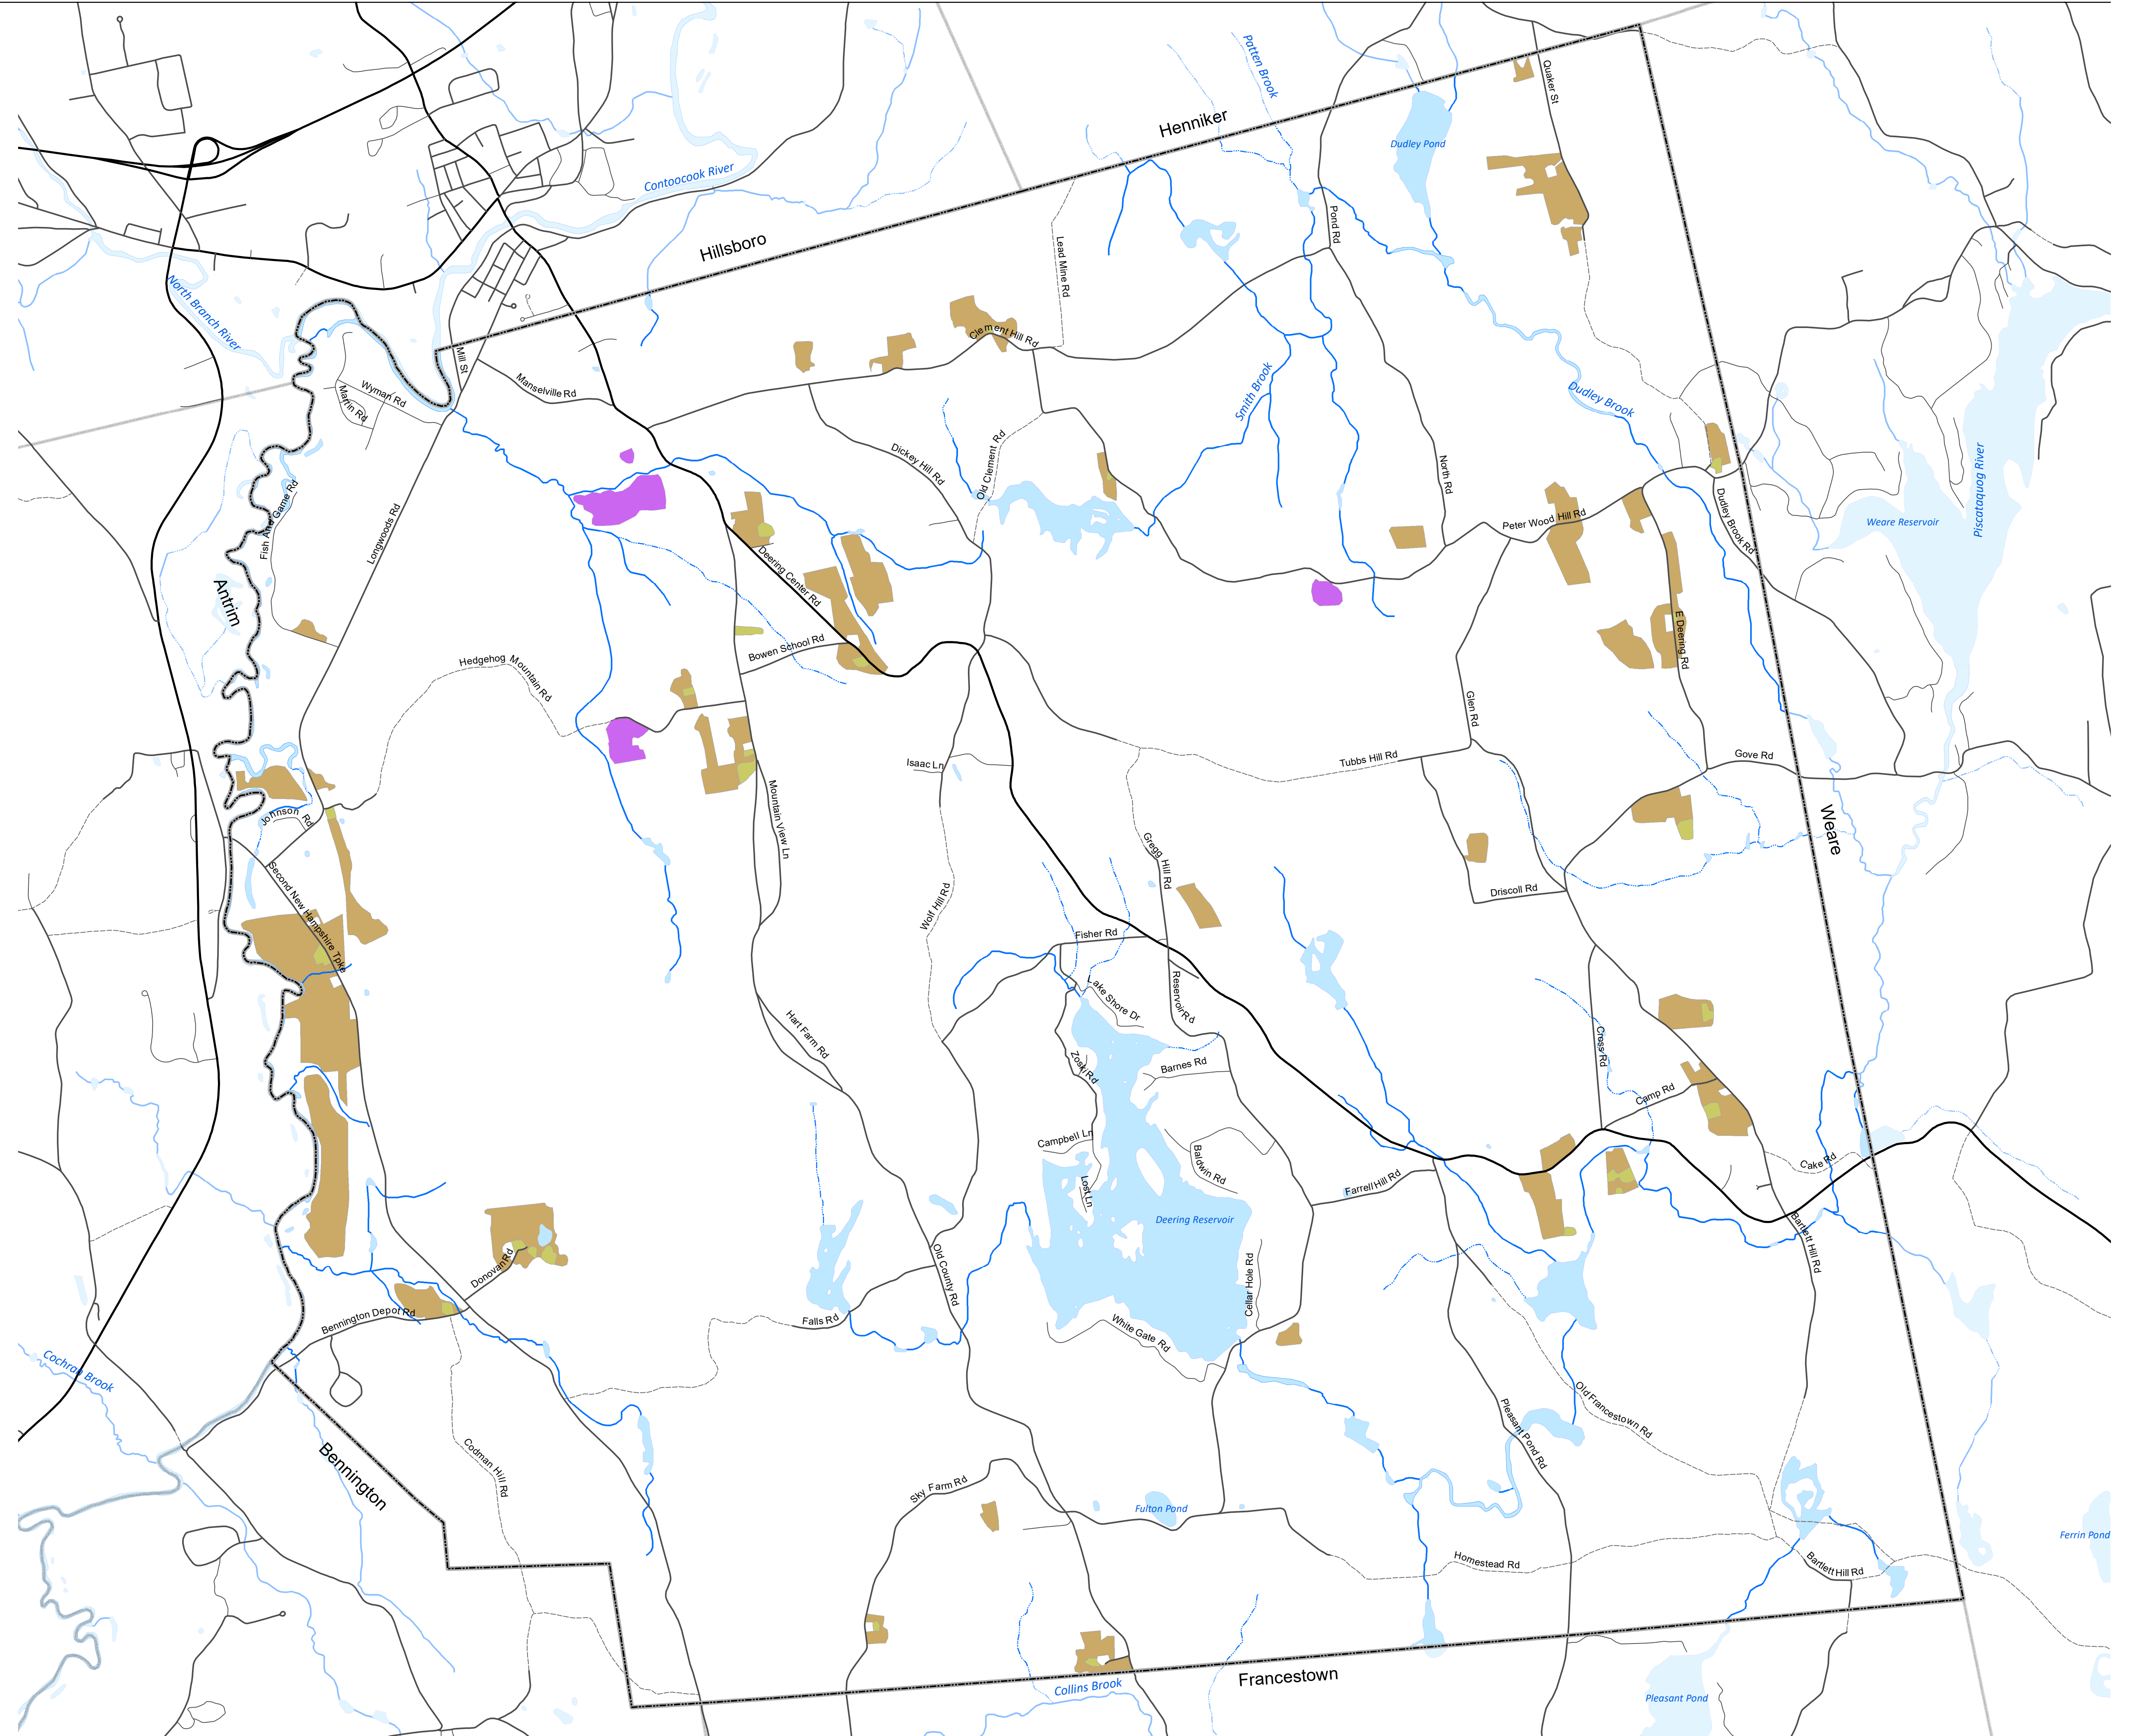 Patten Brook
Quaker St
Henniker
Dudley Pond
Contoocook River
Pond Rd
Hillsboro
Lead Mine Rd
North Branch River
Clement Hill Rd
Mill St
Manselville Rd
Wyman Rd
Martin Rd
Smith Brook
Dudley Brook
Dickey Hill Rd
Old Clement Rd
North Rd
Piscataquog River
Fish And Game Rd
Longwoods Rd
Peter Wood Hill Rd
Dudley Brook Rd
Weare Reservoir
Deering Center Rd
Antrim
Bowen School Rd
E Deering Rd
Hedgehog Mountain Rd
Glen Rd
Isaac Ln
Tubbs Hill Rd
Gove Rd
Mountain View Ln
Johnson Rd
Weare
Gregg Hill Rd
Second New Hampshire Tpke
Driscoll Rd
Wolf Hill Rd
Fisher Rd
Lake Shore Dr
Reservoir Rd
Hart Farm Rd
Cross Rd
Zoski Rd
Barnes Rd
Camp Rd
Campbell Ln
Baldwin Rd
Cake Rd
Lost Ln
Farrell Hill Rd
Deering Reservoir
Bartlett Hill Rd
Old County Rd
Donovan Rd
Cellar Hole Rd
Bennington Depot Rd
Falls Rd
White Gate Rd
Cochran Brook
Old Francestown Rd
Pleasant Pond Rd
Bennington
Codman Hill Rd
Sky Farm Rd
Fulton Pond
Ferrin Pond
Homestead Rd
Bartlett Hill Rd
Francestown
Collins Brook
Pleasant Pond